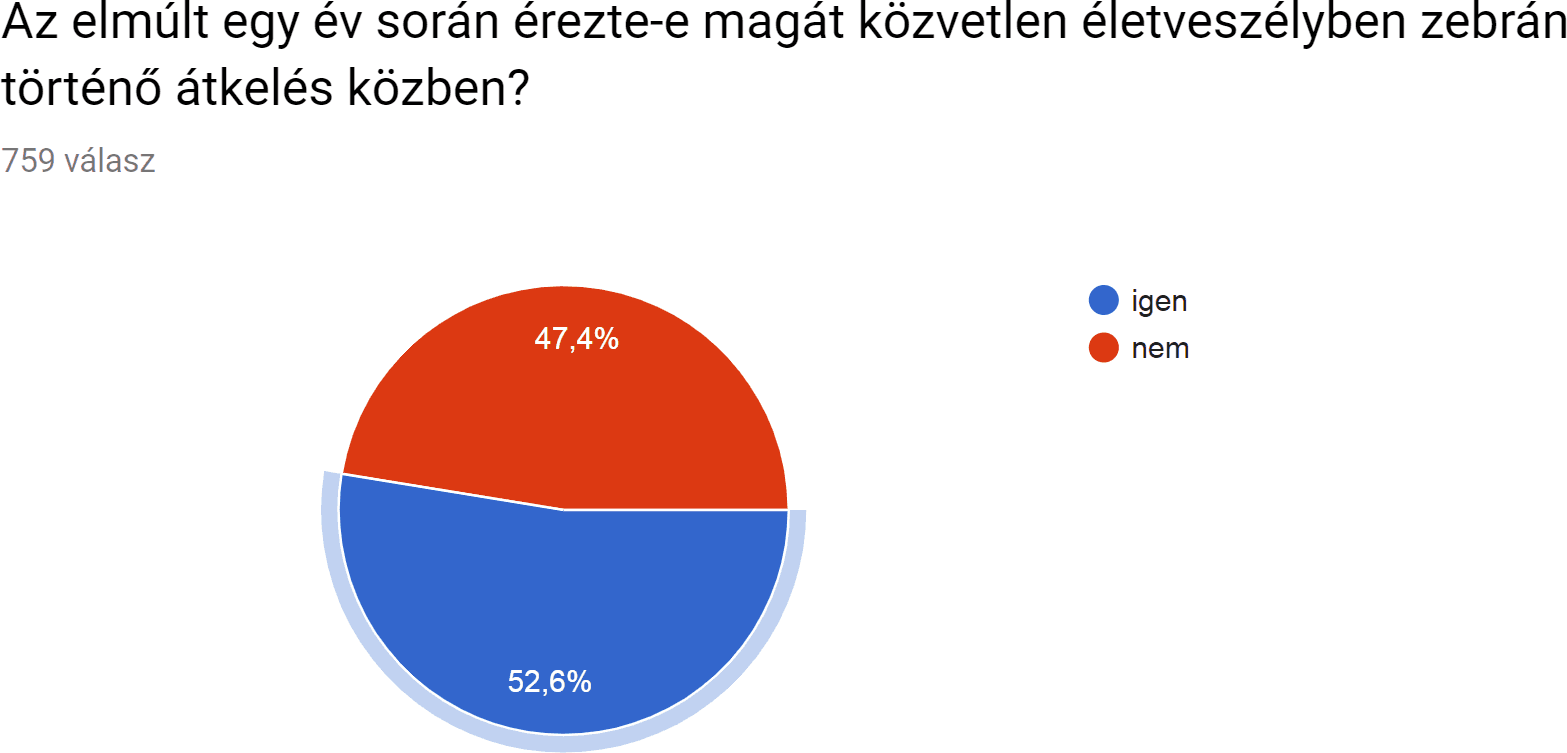 Az elmúlt egy év során érezte-e magát közvetlen életveszélyben zebrán
történő átkelés közben?
759 válasz
igen
nem
47,4%
52,6%